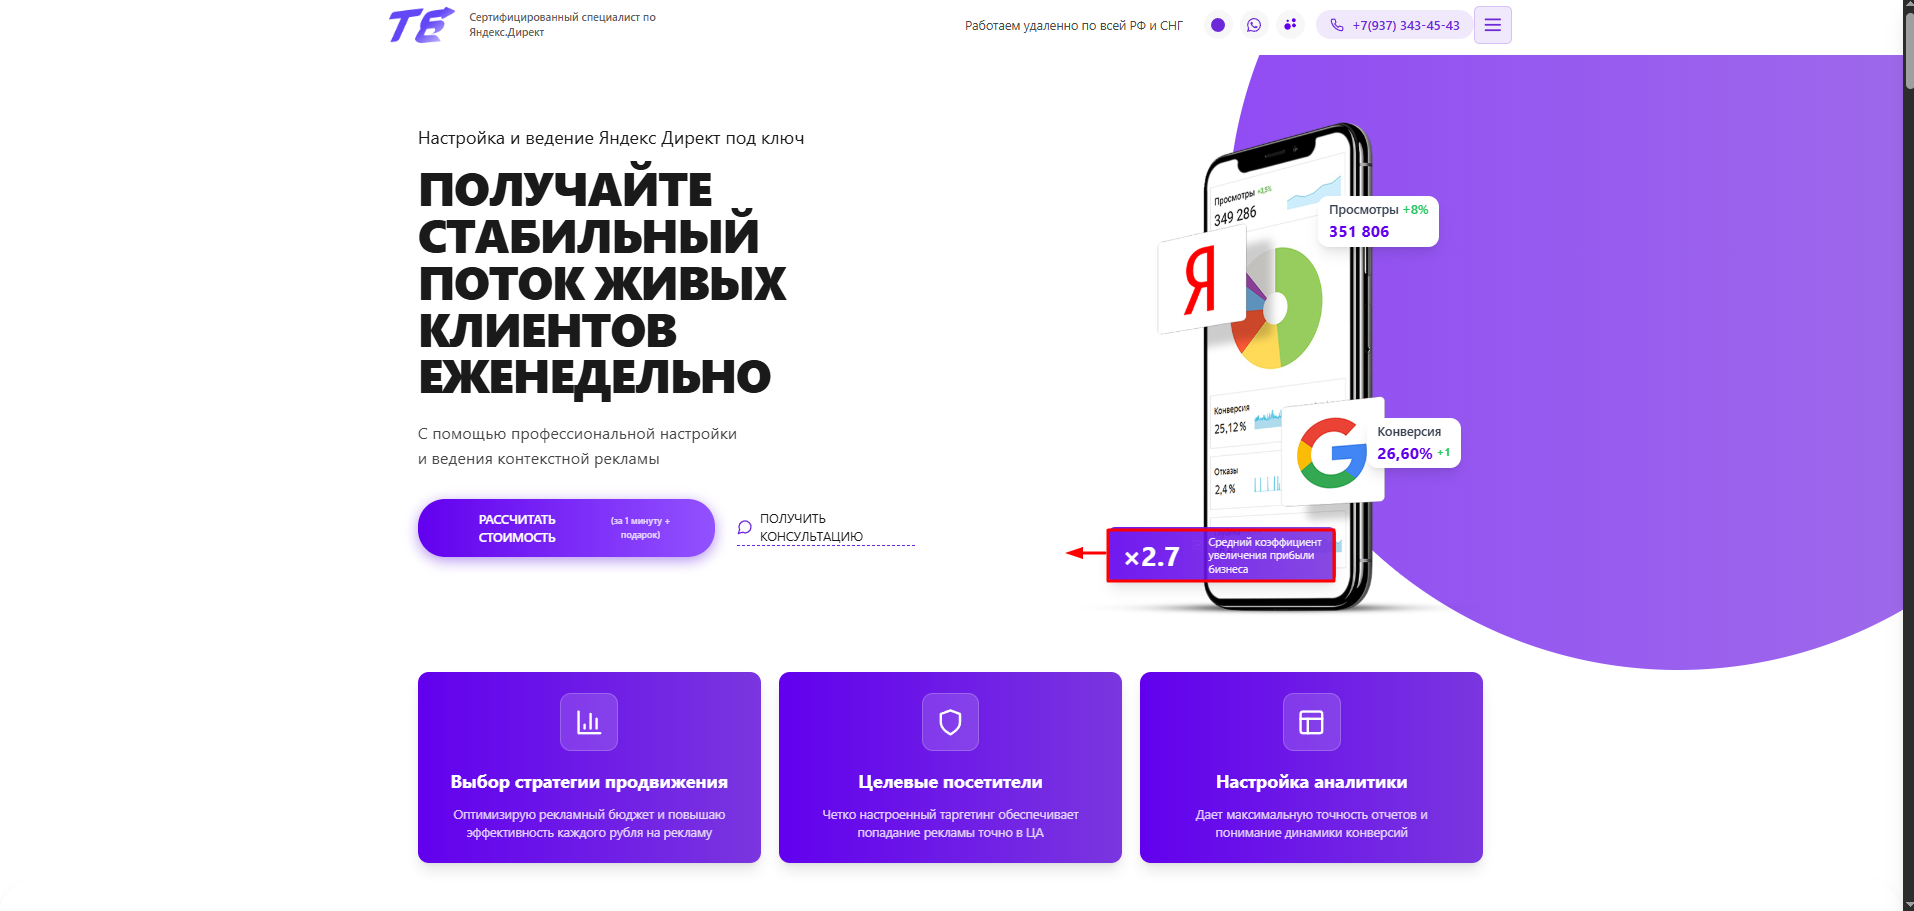 ТЕ
Сертифицированный специалист по
Яндекс.Директ
Работаем удаленно по всей РФ и СНГ
+7(937) 343-45-43
Настройка и ведение Яндекс Директ под ключ
ПОЛУЧАЙТЕ
СТАБИЛЬНЫЙ
ПОТОК ЖИВЫХ
КЛИЕНТОВ
ЕЖЕНЕДЕЛЬНО
С помощью профессиональной настройки
и ведения контекстной рекламы
РАССЧИТАТЬ
СТОИМОСТЬ
(за 1 минуту +
подарок)
ПОЛУЧИТЬ
КОНСУЛЬТАЦИЮ
Просмотры +3,5%
349 286
Просмотры +8%
351 806
Я
Конверсия
25,12%
G
Конверсия
26,60% +1
Отказы
2,4%
×2.7
Средний коэффициент
увеличения прибыли
бизнеса
Выбор стратегии продвижения
Оптимизирую рекламный бюджет и повышаю
эффективность каждого рубля на рекламу
Целевые посетители
Четко настроенный таргетинг обеспечивает
попадание рекламы точно в ЦА
Настройка аналитики
Дает максимальную точность отчетов и
понимание динамики конверсий